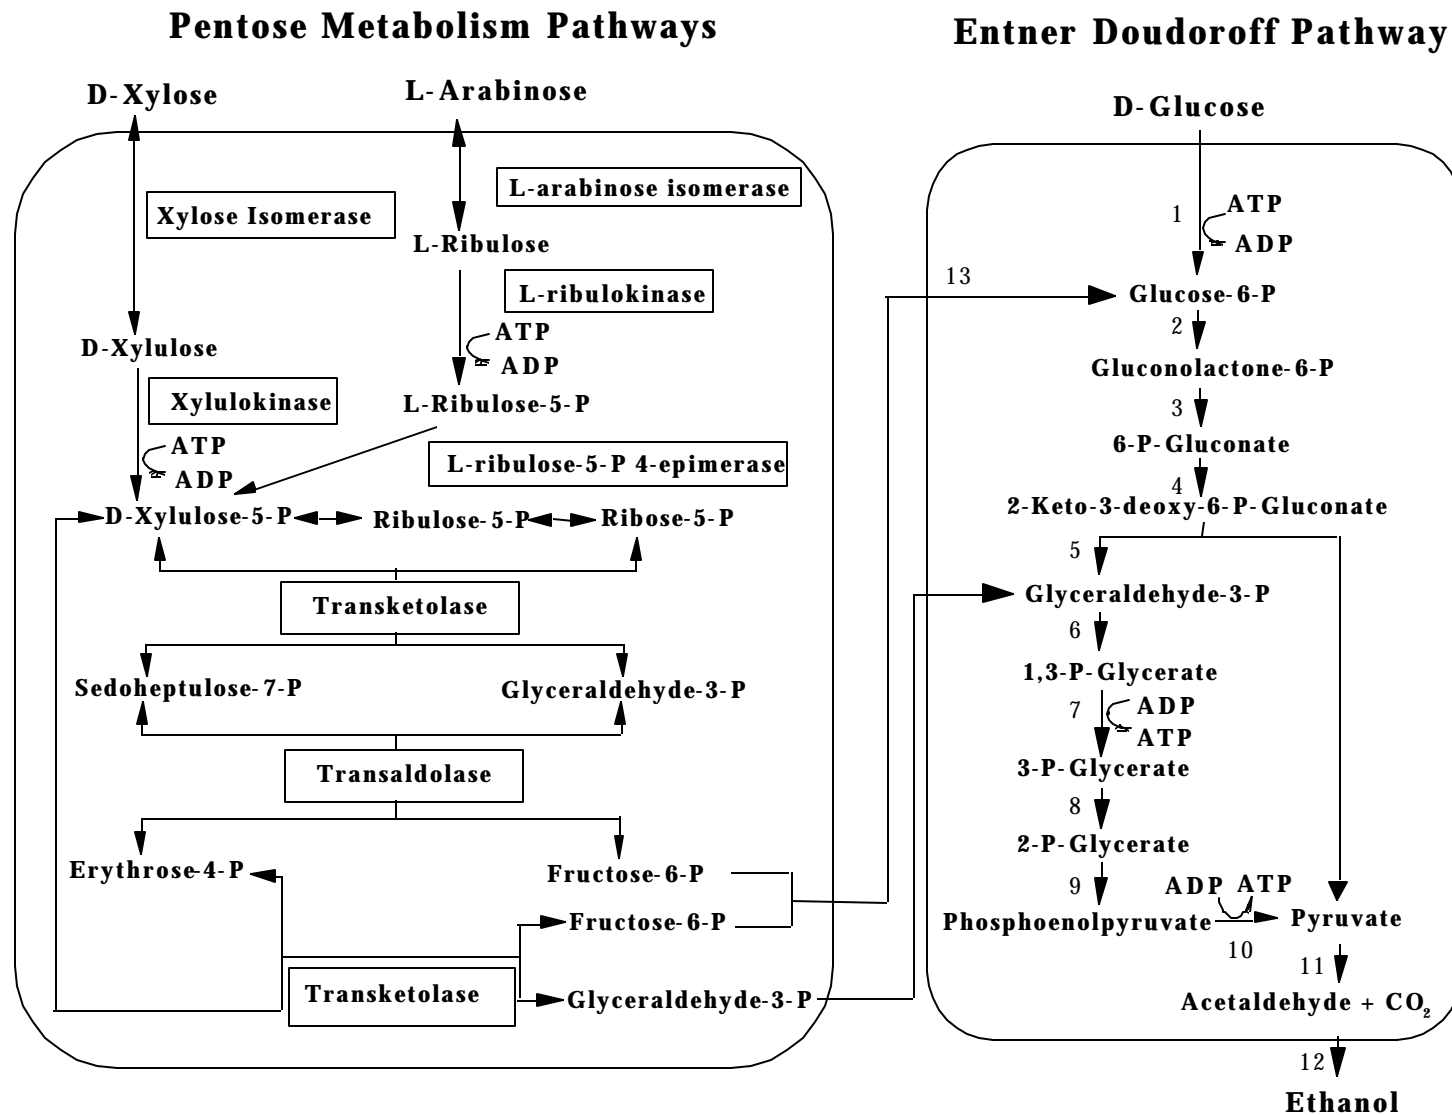 Pentose Metabolism Pathways
D-Xylose
L-Arabinose
Xylose Isomerase
L-arabinose isomerase
L-Ribulose
L-ribulokinase
ATP
ADP
D-Xylulose
Xylulokinase
L-Ribulose-5-P
ATP
ADP
L-ribulose-5-P 4-epimerase
D-Xylulose-5-P
Ribulose-5-P
Ribose-5-P
Transketolase
Sedoheptulose-7-P
Glyceraldehyde-3-P
Transaldolase
Erythrose-4-P
Fructose-6-P
Fructose-6-P
Transketolase
Glyceraldehyde-3-P
Entner Doudoroff Pathway
D-Glucose
1
ATP
ADP
13
Glucose-6-P
2
Gluconolactone-6-P
3
6-P-Gluconate
4
2-Keto-3-deoxy-6-P-Gluconate
5
Glyceraldehyde-3-P
6
1,3-P-Glycerate
7
ADP
ATP
3-P-Glycerate
8
2-P-Glycerate
9
ADP ATP
Phosphoenolpyruvate
Pyruvate
10
11
Acetaldehyde + CO₂
12
Ethanol